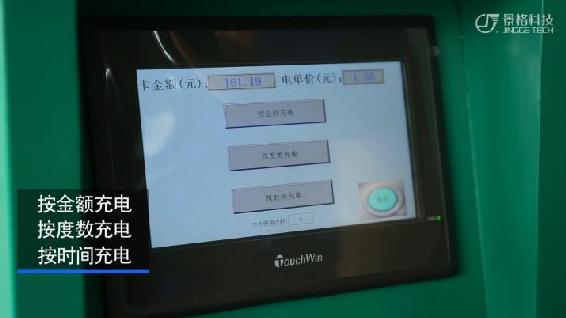 景格科技
JINGGE TECH
卡金额(元): 161.19 电单价(元): 1.50
按金额充电
按度数充电
按时间充电
TouchWin
按金额充电
按度数充电
按时间充电